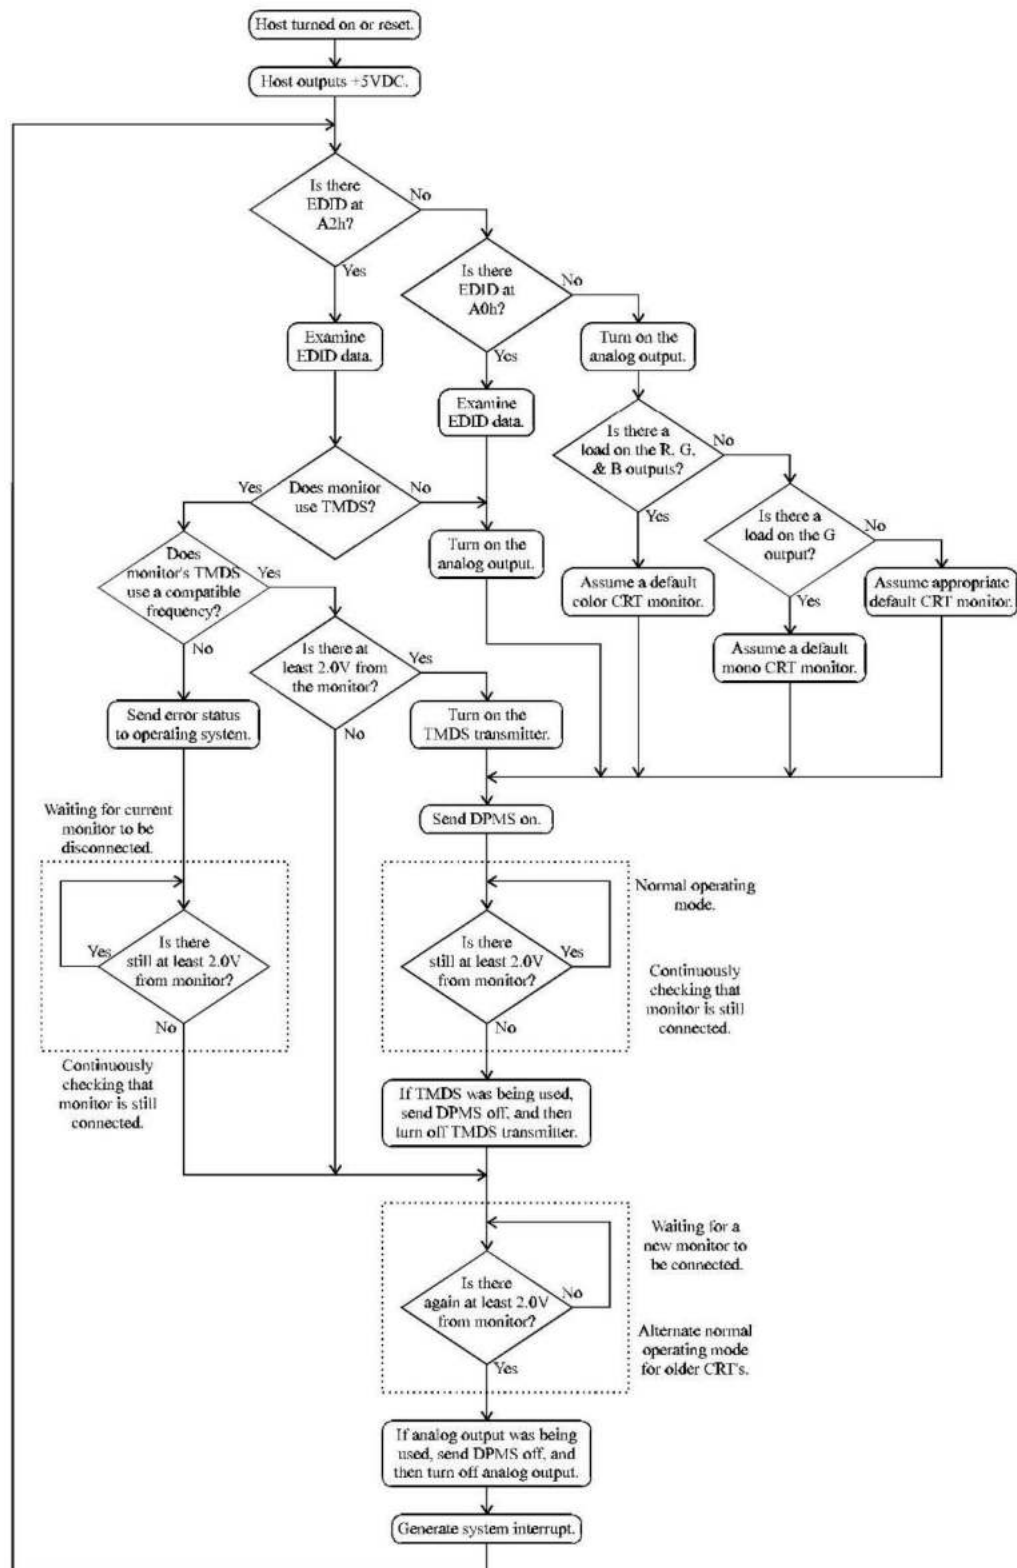 Host turned on or reset.
Host outputs +5VDC.
Is there
EDID at
A2h?
No
Yes
Is there
EDID at
A0h?
No
Yes
Examine
EDID data.
Turn on the
analog output.
Examine
EDID data.
Is there a
load on the R, G,
& B outputs?
No
Yes
Does monitor
use TMDS?
Yes
No
Is there a
load on the G
output?
No
Yes
Turn on the
analog output.
Does
monitor's TMDS
use a compatible
frequency?
Yes
No
Assume a default
color CRT monitor.
Assume appropriate
default CRT monitor.
Is there at
least 2.0V from
the monitor?
Yes
No
Assume a default
mono CRT monitor.
Send error status
to operating system.
Turn on the
TMDS transmitter.
Waiting for current
monitor to be
disconnected.
Send DPMS on.
Normal operating
mode.
Is there
still at least 2.0V
from monitor?
Yes
No
Is there
still at least 2.0V
from monitor?
Yes
No
Continuously
checking that
monitor is still
connected.
Continuously
checking that
monitor is still
connected.
If TMDS was being used,
send DPMS off, and then
turn off TMDS transmitter.
Waiting for a
new monitor to
be connected.
Is there
again at least 2.0V
from monitor?
No
Yes
Alternate normal
operating mode
for older CRT's.
If analog output was being
used, send DPMS off, and
then turn off analog output.
Generate system interrupt.